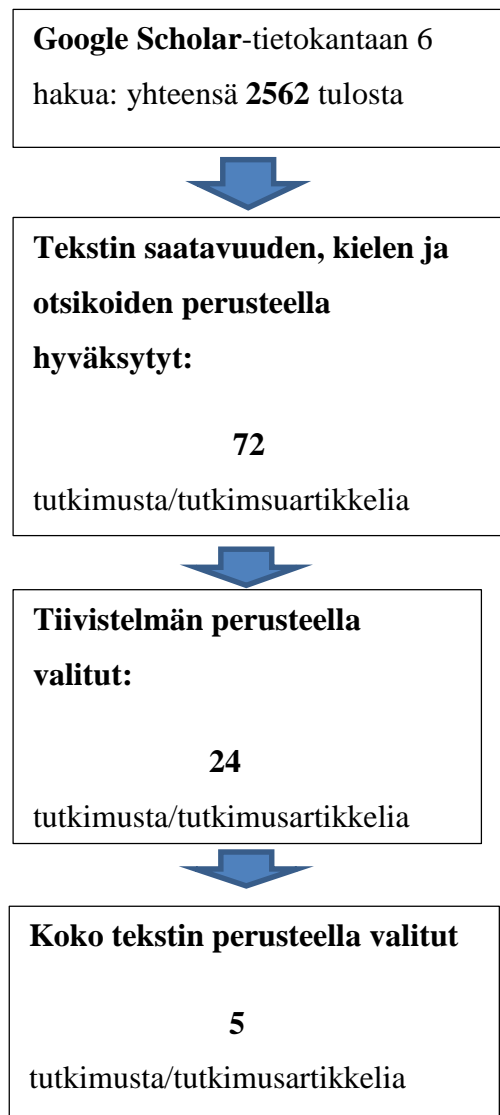 Google Scholar-tietokantaan 6
hakua: yhteensä 2562 tulosta
Tekstin saatavuuden, kielen ja
otsikoiden perusteella
hyväksytyt:
72
tutkimusta/tutkimsuartikkelia
Tiivistelmän perusteella
valitut:
24
tutkimusta/tutkimusartikkelia
Koko tekstin perusteella valitut
5
tutkimusta/tutkimusartikkelia